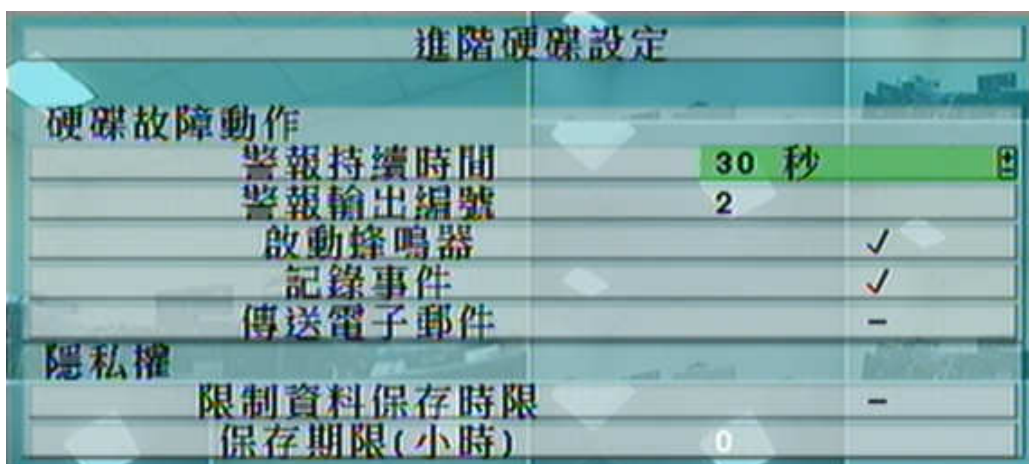 進階硬碟設定
硬碟故障動作
警報持續時間 30 秒
警報輸出編號 2
啟動蜂鳴器 ✓
記錄事件 ✓
傳送電子郵件 －
隱私權
限制資料保存時限 －
保存期限(小時) 0